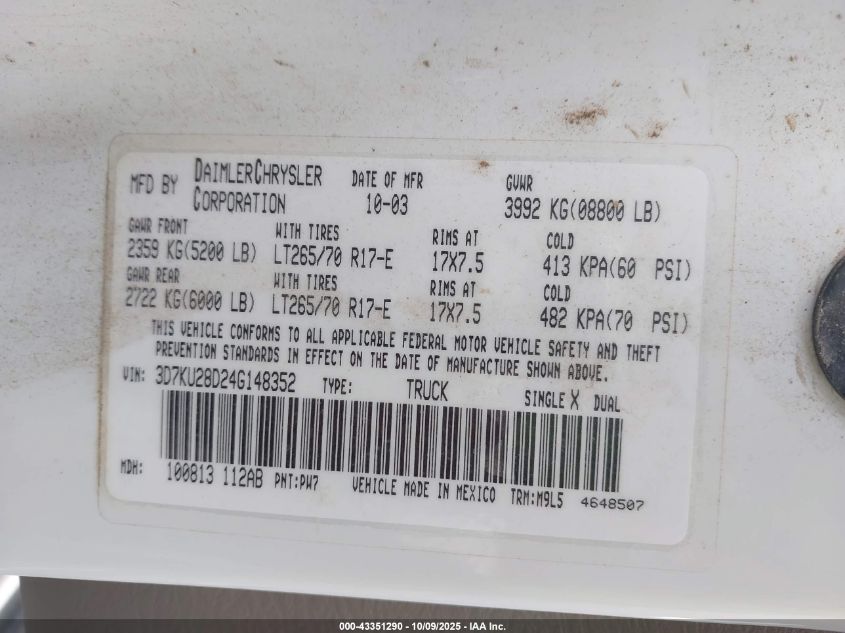 MFD BY DAIMLERCHRYSLER CORPORATION DATE OF MFR 10-03 GVWR 3992 KG(08800 LB)
GAWR FRONT WITH TIRES RIMS AT COLD
2359 KG(5200 LB) LT265/70 R17-E 17X7.5 413 KPA(60 PSI)
GAWR REAR WITH TIRES RIMS AT COLD
2722 KG(6000 LB) LT265/70 R17-E 17X7.5 482 KPA(70 PSI)
THIS VEHICLE CONFORMS TO ALL APPLICABLE FEDERAL MOTOR VEHICLE SAFETY AND THEFT
PREVENTION STANDARDS IN EFFECT ON THE DATE OF MANUFACTURE SHOWN ABOVE.
VIN: 3D7KU28D24G148352 TYPE: TRUCK SINGLE X DUAL
MDH: 100813 112AB PNT:PW7 VEHICLE MADE IN MEXICO TRM:M9L5 4648507
000-43351290 - 10/09/2025 - IAA Inc.